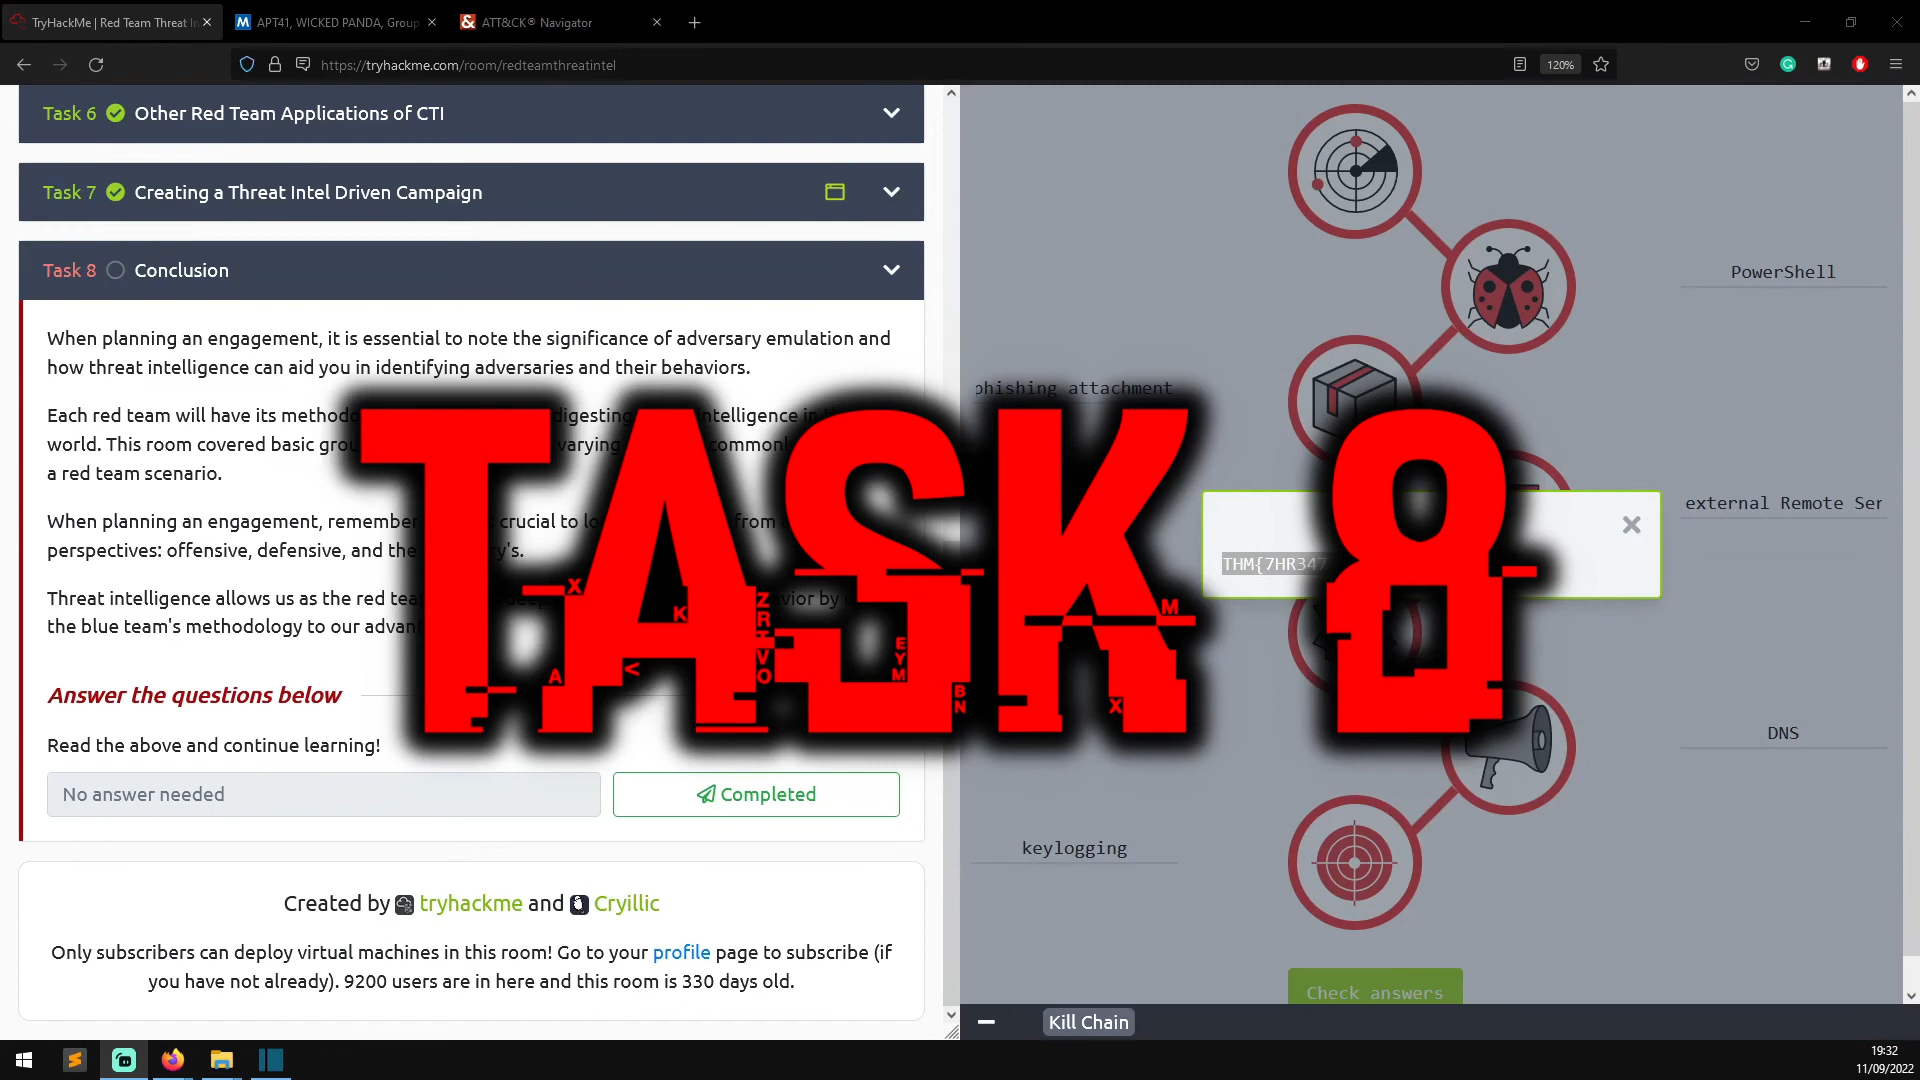 TryHackMe | Red Team Threat In
APT41, WICKED PANDA, Group
ATT&CK® Navigator
https://tryhackme.com/room/redteamthreatintel
120%
Task 6 Other Red Team Applications of CTI
Task 7 Creating a Threat Intel Driven Campaign
Task 8 Conclusion
When planning an engagement, it is essential to note the significance of adversary emulation and
how threat intelligence can aid you in identifying adversaries and their behaviors.
Each red team will have its
digesting
intelligence in
world. This room covered basic
varying
commonly
a red team scenario.
When planning an engagement, remember
crucial to
from
perspectives: offensive, defensive, and the
Threat intelligence allows us as the red
by
the blue team's methodology to our
Answer the questions below
Read the above and continue learning!
No answer needed
Completed
Created by tryhackme and Cryillic
Only subscribers can deploy virtual machines in this room! Go to your profile page to subscribe (if
you have not already). 9200 users are in here and this room is 330 days old.
TASK 8
PowerShell
phishing attachment
external Remote Ser
THM{7HR347
DNS
keylogging
Check answers
Kill Chain
19:32
11/09/2022